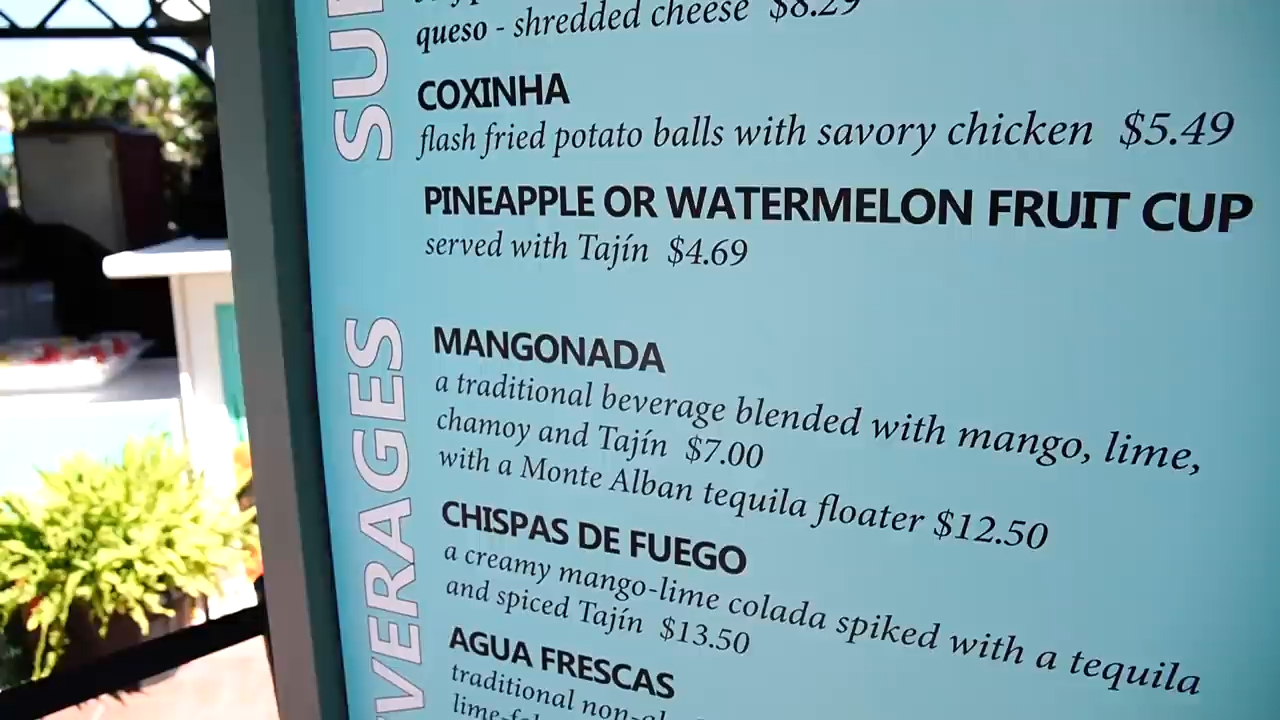 queso - shredded cheese $8.29
COXINHA
flash fried potato balls with savory chicken $5.49
PINEAPPLE OR WATERMELON FRUIT CUP
served with Tajín $4.69
MANGONADA
a traditional beverage blended with mango, lime,
chamoy and Tajín $7.00
with a Monte Alban tequila floater $12.50
CHISPAS DE FUEGO
a creamy mango-lime colada spiked with a tequila
and spiced Tajín $13.50
AGUA FRESCAS
traditional